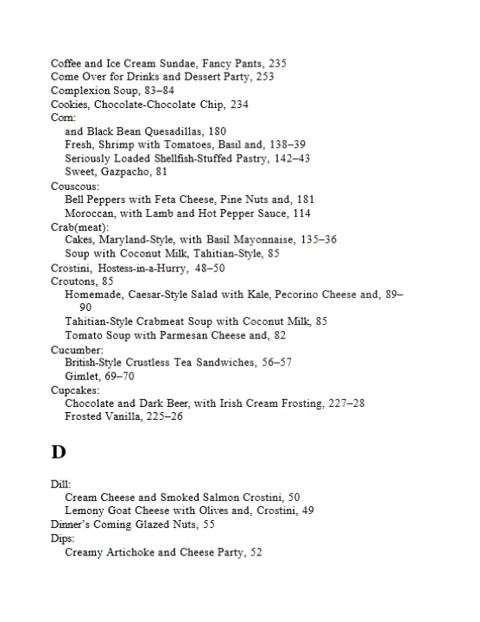 Coffee and Ice Cream Sundae, Fancy Pants, 235
Come Over for Drinks and Dessert Party, 253
Complexion Soup, 83–84
Cookies, Chocolate-Chocolate Chip, 234
Corn:
and Black Bean Quesadillas, 180
Fresh, Shrimp with Tomatoes, Basil and, 138–39
Seriously Loaded Shellfish-Stuffed Pastry, 142–43
Sweet, Gazpacho, 81
Couscous:
Bell Peppers with Feta Cheese, Pine Nuts and, 181
Moroccan, with Lamb and Hot Pepper Sauce, 114
Crab(meat):
Cakes, Maryland-Style, with Basil Mayonnaise, 135–36
Soup with Coconut Milk, Tahitian-Style, 85
Crostini, Hostess-in-a-Hurry, 48–50
Croutons, 85
Homemade, Caesar-Style Salad with Kale, Pecorino Cheese and, 89–
90
Tahitian-Style Crabmeat Soup with Coconut Milk, 85
Tomato Soup with Parmesan Cheese and, 82
Cucumber:
British-Style Crustless Tea Sandwiches, 56–57
Gimlet, 69–70
Cupcakes:
Chocolate and Dark Beer, with Irish Cream Frosting, 227–28
Frosted Vanilla, 225–26
D
Dill:
Cream Cheese and Smoked Salmon Crostini, 50
Lemony Goat Cheese with Olives and, Crostini, 49
Dinner’s Coming Glazed Nuts, 55
Dips:
Creamy Artichoke and Cheese Party, 52